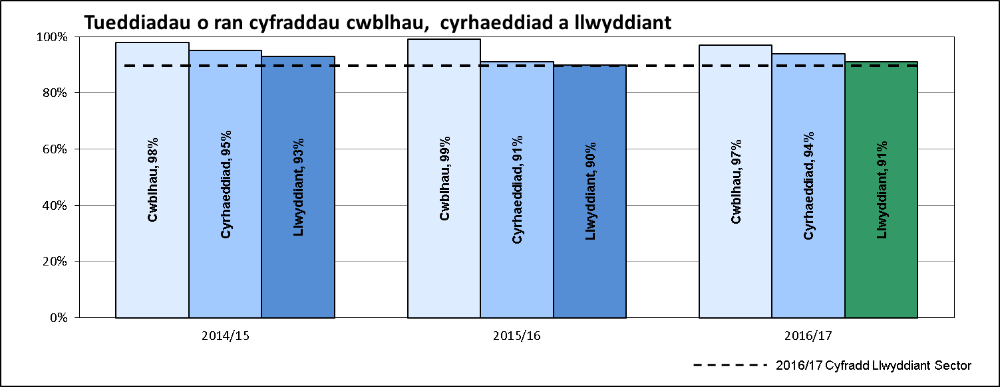 Tueddiadau o ran cyfraddau cwblhau, cyrhaeddiad a llwyddiant
100%
80%
60%
40%
20%
0%
Cwblhau, 98%
Cyrhaeddiad, 95%
Llwyddiant, 93%
Cwblhau, 99%
Cyrhaeddiad, 91%
Llwyddiant, 90%
Cwblhau, 97%
Cyrhaeddiad, 94%
Llwyddiant, 91%
2014/15
2015/16
2016/17
2016/17 Cyfradd Llwyddiant Sector